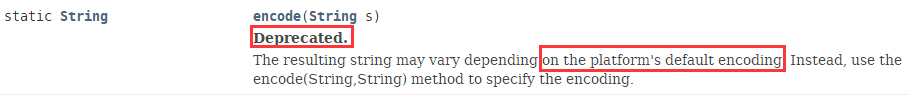 static String encode(String s)
Deprecated.
The resulting string may vary depending on the platform's default encoding. Instead, use the
encode(String,String) method to specify the encoding.